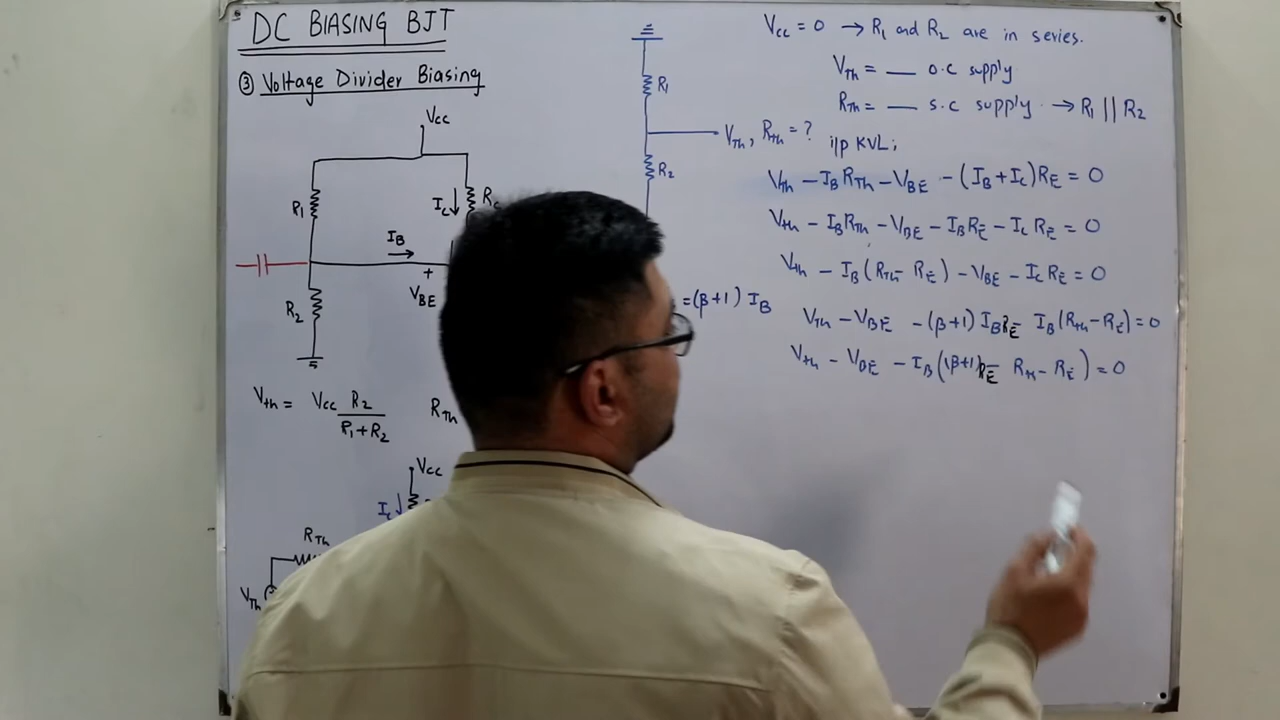 DC BIASING BJT
③ Voltage Divider Biasing
Vcc
R1
Ic ↓
Rc
IB →
+
VBE
R2
Vth = Vcc R2 / R1+R2
RTh
Vcc
Ic ↓
RTh
VTh
R1
VTh, RTh = ?
R2
= (β+1) IB
Vcc = 0 → R1 and R2 are in series.
VTh = __ o.c supply
RTh = __ s.c supply → R1 || R2
i/p KVL;
Vth − IB RTh − VBE − (IB + Ic) RE = 0
Vth − IB RTh − VBE − IB RE − Ic RE = 0
Vth − IB (RTh − RE) − VBE − Ic RE = 0
VTh − VBE − (β+1) IB RE IB (RTh − RE) = 0
Vth − VBE − IB ((β+1) RE RTh − RE) = 0